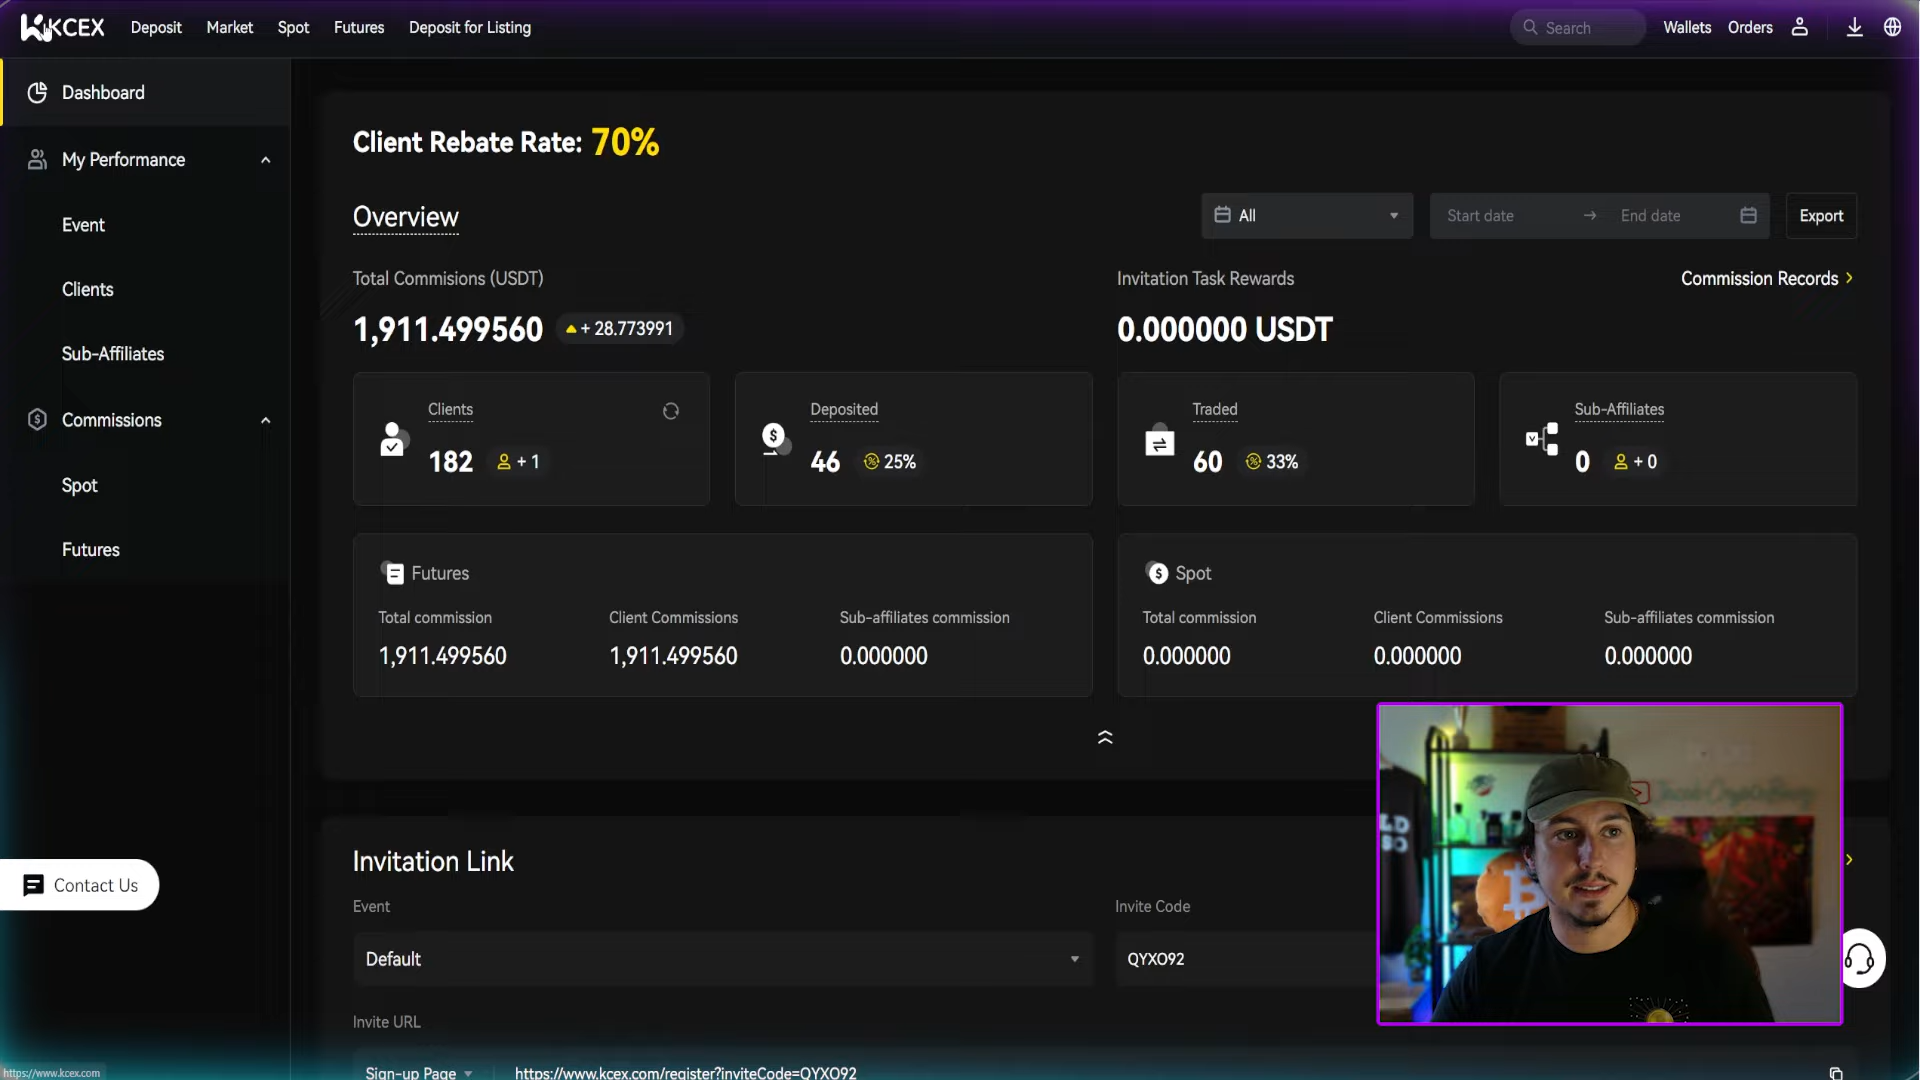 KCEX
Deposit
Market
Spot
Futures
Deposit for Listing
Search
Wallets
Orders
Dashboard
My Performance
Event
Clients
Sub-Affiliates
Commissions
Spot
Futures
Client Rebate Rate: 70%
Overview
All
Start date
End date
Export
Total Commisions (USDT)
1,911.499560
+ 28.773991
Invitation Task Rewards
Commission Records
0.000000 USDT
Clients
182
+ 1
Deposited
46
25%
Traded
60
33%
Sub-Affiliates
0
+ 0
Futures
Total commission
Client Commissions
Sub-affiliates commission
1,911.499560
1,911.499560
0.000000
Spot
Total commission
Client Commissions
Sub-affiliates commission
0.000000
0.000000
0.000000
Invitation Link
Event
Default
Invite Code
QYXO92
Invite URL
Sign-up Page
https://www.kcex.com/register?inviteCode=QYXO92
Contact Us
https://www.kcex.com